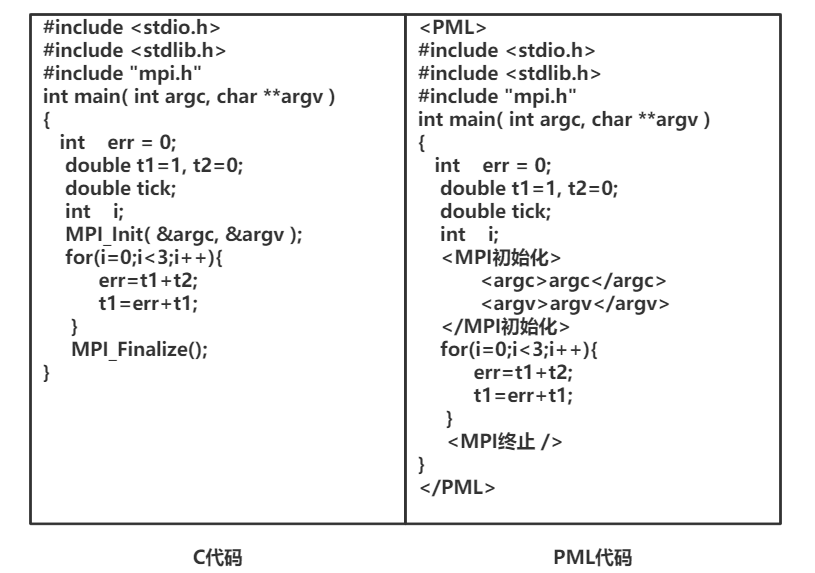 #include <stdio.h>
#include <stdlib.h>
#include "mpi.h"
int main( int argc, char **argv )
{
int err = 0;
double t1=1, t2=0;
double tick;
int i;
MPI_Init( &argc, &argv );
for(i=0;i<3;i++){
err=t1+t2;
t1=err+t1;
}
MPI_Finalize();
}
<PML>
#include <stdio.h>
#include <stdlib.h>
#include "mpi.h"
int main( int argc, char **argv )
{
int err = 0;
double t1=1, t2=0;
double tick;
int i;
<MPI初始化>
<argc>argc</argc>
<argv>argv</argv>
</MPI初始化>
for(i=0;i<3;i++){
err=t1+t2;
t1=err+t1;
}
<MPI终止 />
}
</PML>
C代码
PML代码